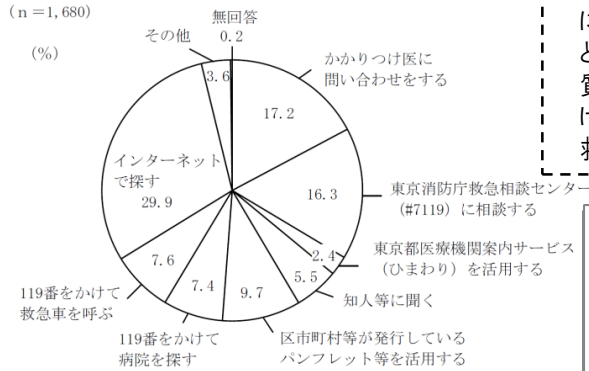 (n=1,680)
(%)
無回答
0.2
その他
3.6
かかりつけ医に
問い合わせをする
17.2
16.3
東京消防庁救急相談センター
(#7119) に相談する
2.4
東京都医療機関案内サービス
(ひまわり) を活用する
5.5
知人等に聞く
9.7
区市町村等が発行している
パンフレット等を活用する
7.4
119番をかけて
病院を探す
7.6
119番をかけて
救急車を呼ぶ
インターネット
で探す
29.9